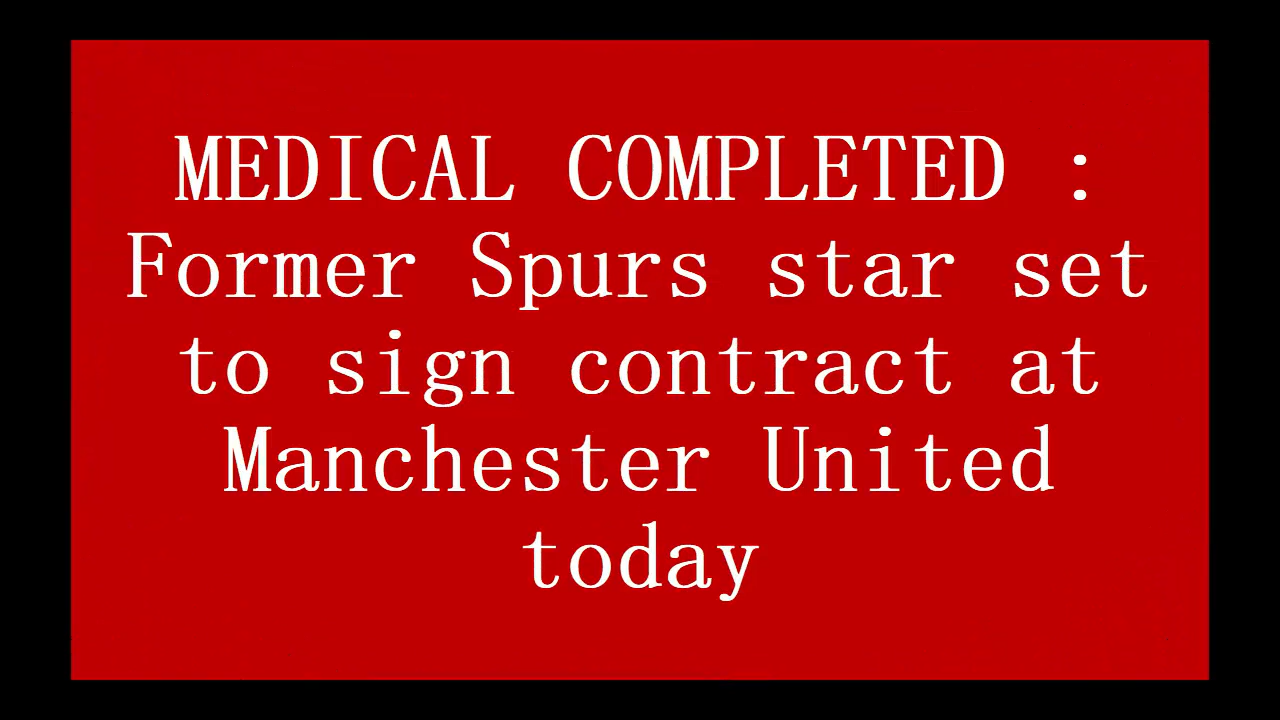 MEDICAL COMPLETED :
Former Spurs star set
to sign contract at
Manchester United
today